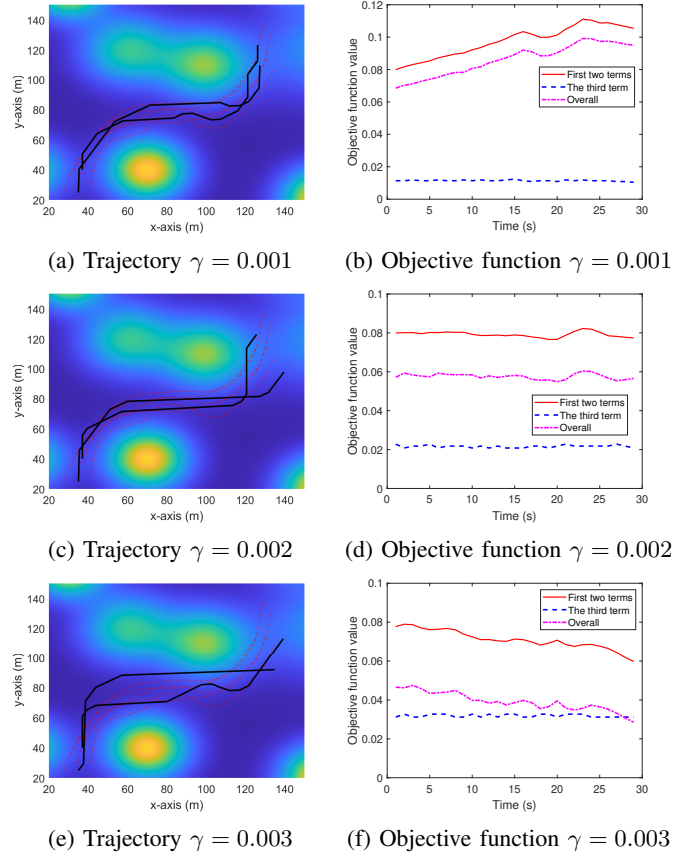 140
120
100
80
60
40
20
y-axis (m)
20 40 60 80 100 120 140
x-axis (m)
(a) Trajectory γ = 0.001
0.12
0.1
0.08
0.06
0.04
0.02
0
Objective function value
First two terms
The third term
Overall
0 5 10 15 20 25 30
Time (s)
(b) Objective function γ = 0.001
140
120
100
80
60
40
20
y-axis (m)
20 40 60 80 100 120 140
x-axis (m)
(c) Trajectory γ = 0.002
0.1
0.08
0.06
0.04
0.02
0
Objective function value
First two terms
The third term
Overall
0 5 10 15 20 25 30
Time (s)
(d) Objective function γ = 0.002
140
120
100
80
60
40
20
y-axis (m)
20 40 60 80 100 120 140
x-axis (m)
(e) Trajectory γ = 0.003
0.1
0.08
0.06
0.04
0.02
0
Objective function value
First two terms
The third term
Overall
0 5 10 15 20 25 30
Time (s)
(f) Objective function γ = 0.003